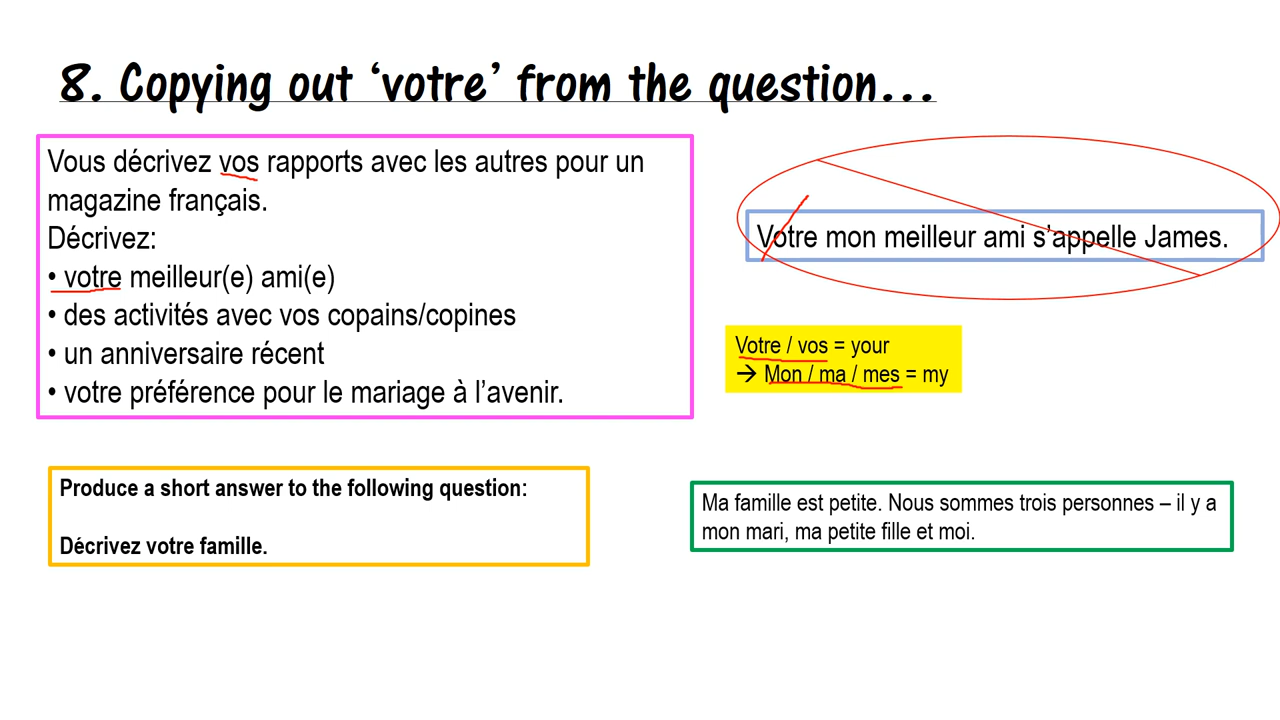 8. Copying out ‘votre’ from the question...
Vous décrivez vos rapports avec les autres pour un
magazine français.
Décrivez:
• votre meilleur(e) ami(e)
• des activités avec vos copains/copines
• un anniversaire récent
• votre préférence pour le mariage à l’avenir.
Votre mon meilleur ami s’appelle James.
Votre / vos = your
→ Mon / ma / mes = my
Produce a short answer to the following question:
Décrivez votre famille.
Ma famille est petite. Nous sommes trois personnes – il y a
mon mari, ma petite fille et moi.